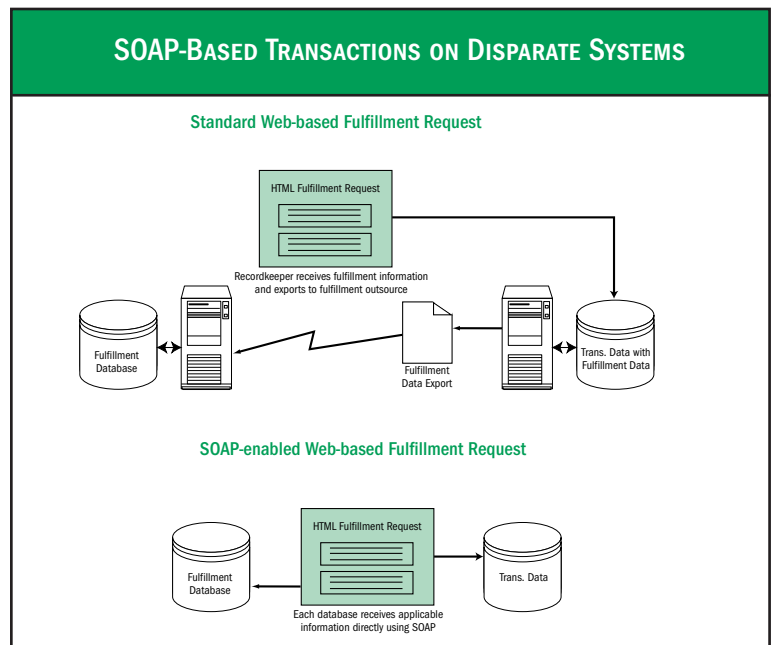 SOAP-BASED TRANSACTIONS ON DISPARATE SYSTEMS
Standard Web-based Fulfillment Request
HTML Fulfillment Request
Recordkeeper receives fulfillment information
and exports to fulfillment outsource
Fulfillment
Database
Fulfillment
Data Export
Trans. Data with
Fulfillment Data
SOAP-enabled Web-based Fulfillment Request
HTML Fulfillment Request
Fulfillment
Database
Trans. Data
Each database receives applicable
information directly using SOAP